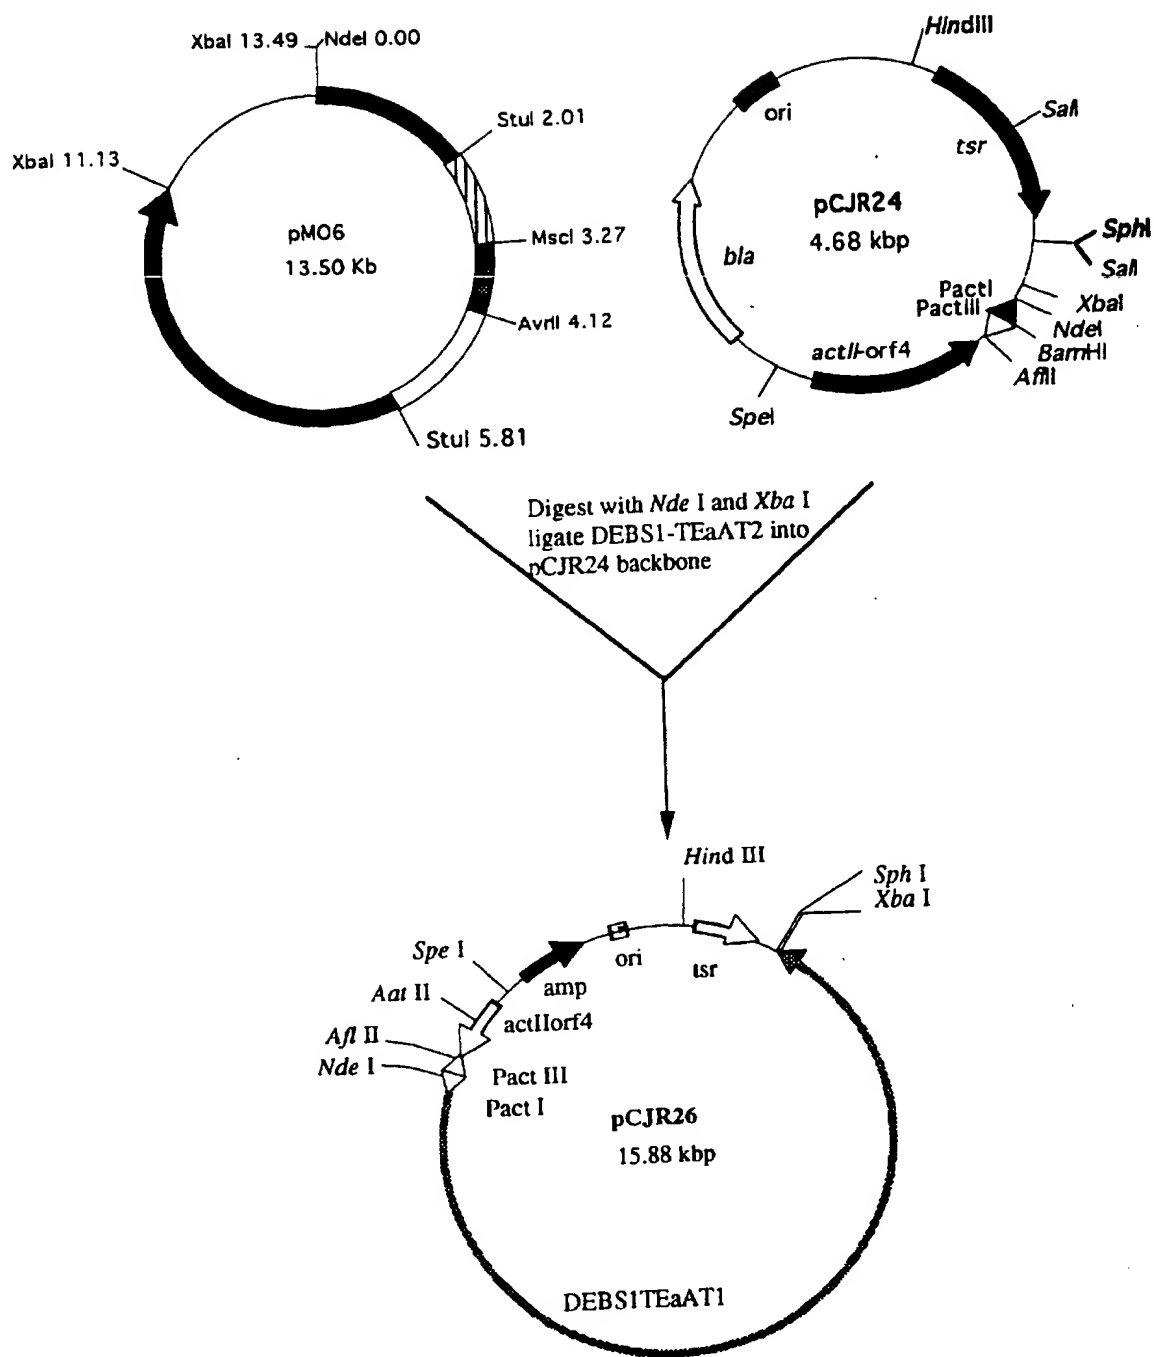 XbaI 13.49
NdeI 0.00
StuI 2.01
XbaI 11.13
pMO6
13.50 Kb
MscI 3.27
AvrII 4.12
StuI 5.81
HindIII
ori
SalI
tsr
pCJR24
4.68 kbp
SphI
SalI
bla
PactI
PactIII
XbaI
NdeI
BamHI
AflII
actII-orf4
SpeI
Digest with Nde I and Xba I
ligate DEBS1-TEaAT2 into
pCJR24 backbone
Hind III
Sph I
Xba I
Spe I
ori
tsr
amp
Aat II
actIIorf4
Afl II
Nde I
Pact III
Pact I
pCJR26
15.88 kbp
DEBS1TEaAT1